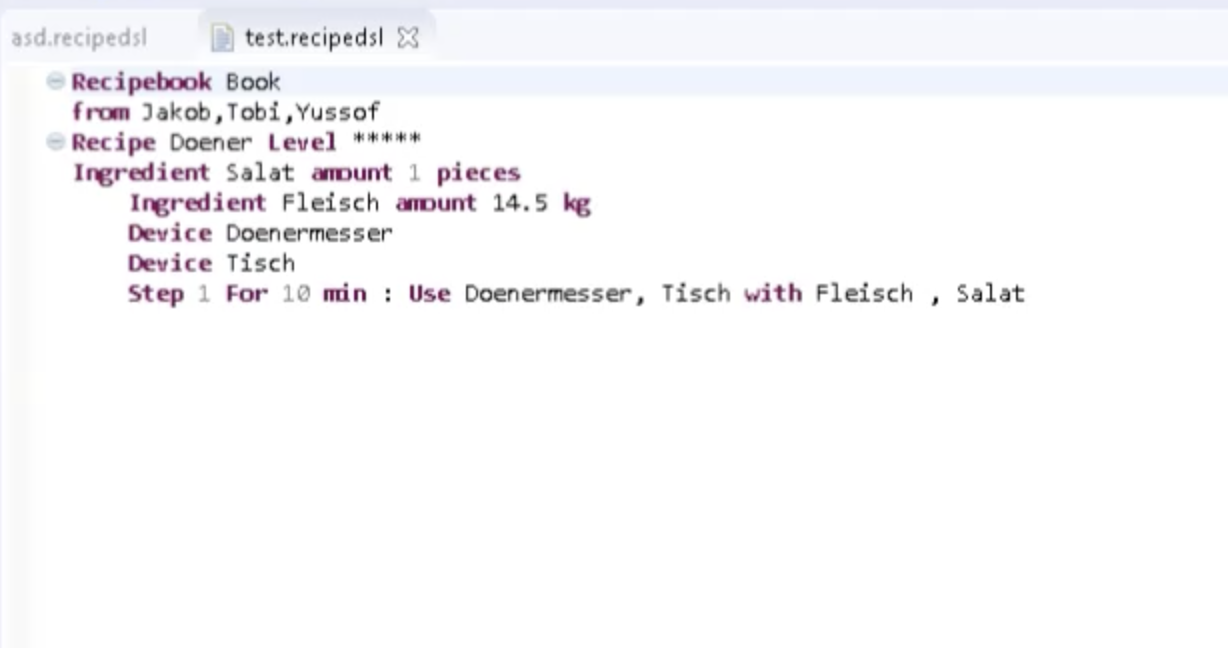 asd.recipedsl test.recipedsl
Recipebook Book
from Jakob,Tobi,Yussof
Recipe Doener Level *****
Ingredient Salat amount 1 pieces
Ingredient Fleisch amount 14.5 kg
Device Doenermesser
Device Tisch
Step 1 For 10 min : Use Doenermesser, Tisch with Fleisch , Salat